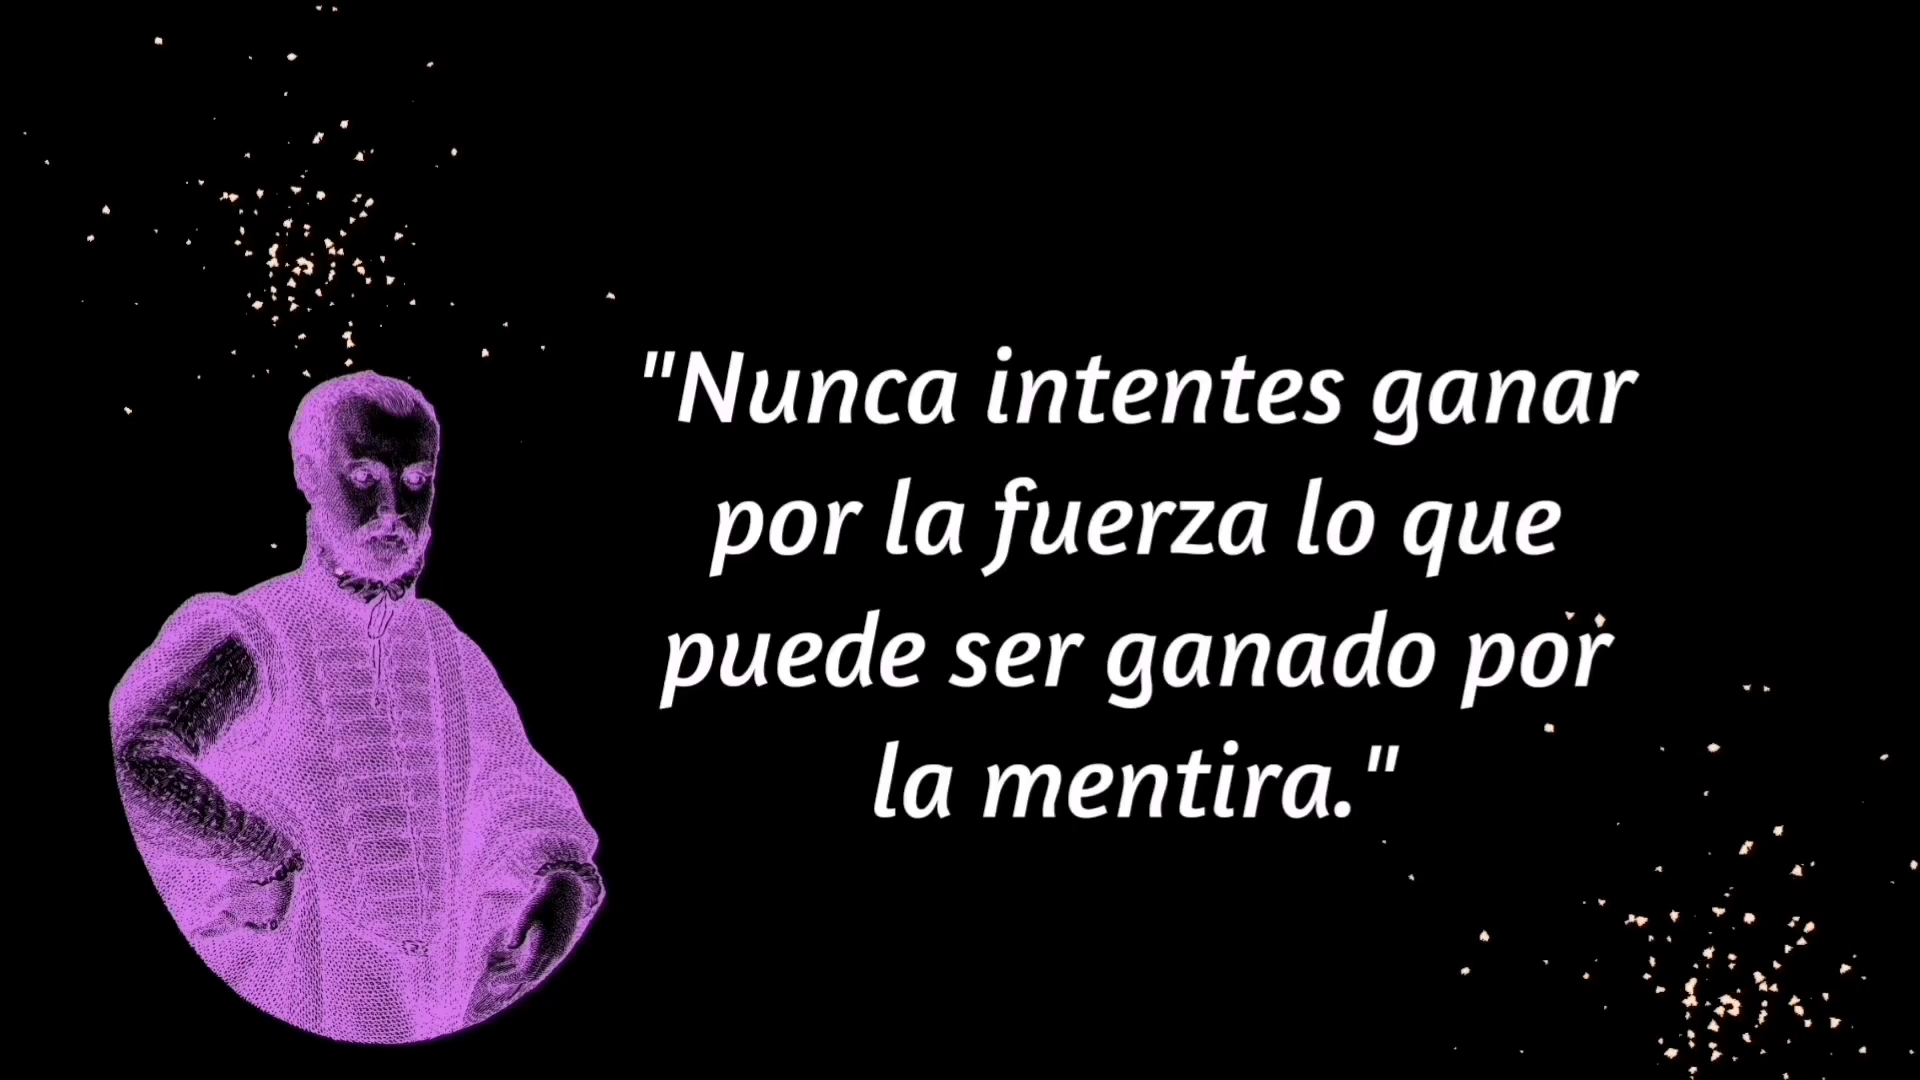 "Nunca intentes ganar
por la fuerza lo que
puede ser ganado por
la mentira."